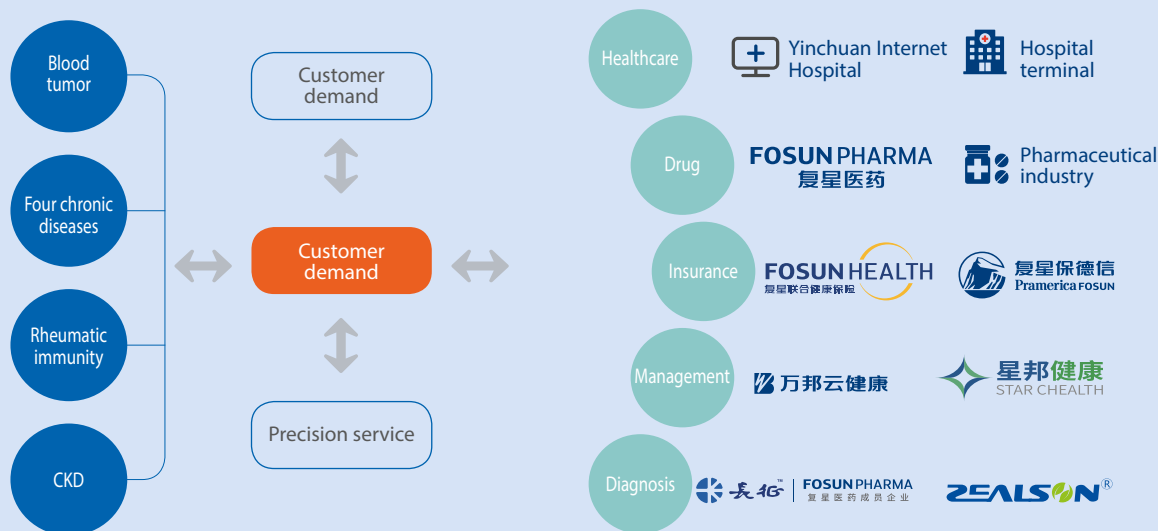 Blood
tumor
Four chronic
diseases
Rheumatic
immunity
CKD
Customer
demand
Customer
demand
Precision service
Healthcare
Yinchuan Internet
Hospital
Hospital
terminal
Drug
FOSUN PHARMA
复星医药
Pharmaceutical
industry
Insurance
FOSUN HEALTH
复星联合健康保险
复星保德信
Pramerica FOSUN
Management
万邦云健康
星邦健康
STAR CHEALTH
Diagnosis
长征™
FOSUN PHARMA
复星医药成员企业
ZEALSON®